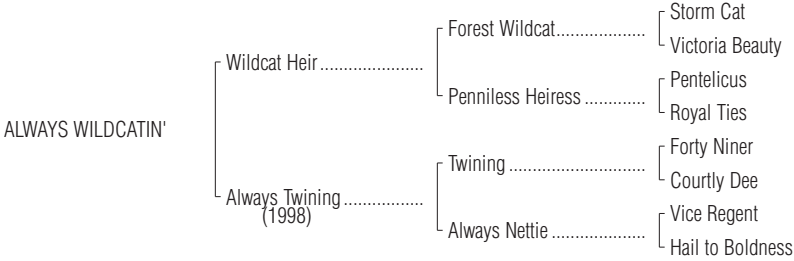 Storm Cat
Forest Wildcat...................
Victoria Beauty
Wildcat Heir ......................
Pentelicus
Penniless Heiress .............
Royal Ties
ALWAYS WILDCATIN'
Forty Niner
Twining .............................
Courtly Dee
Always Twining .................
(1998)
Vice Regent
Always Nettie ....................
Hail to Boldness